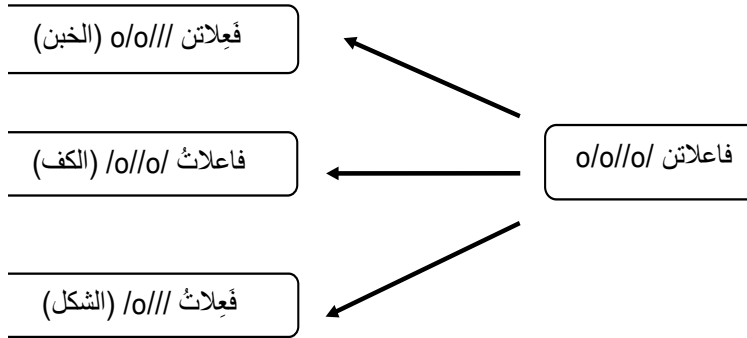 فاعلاتن /o//o/o
فَعِلاتن ///o/o (الخبن)
فاعلاتُ /o//o/ (الكف)
فَعِلاتُ ///o/ (الشكل)